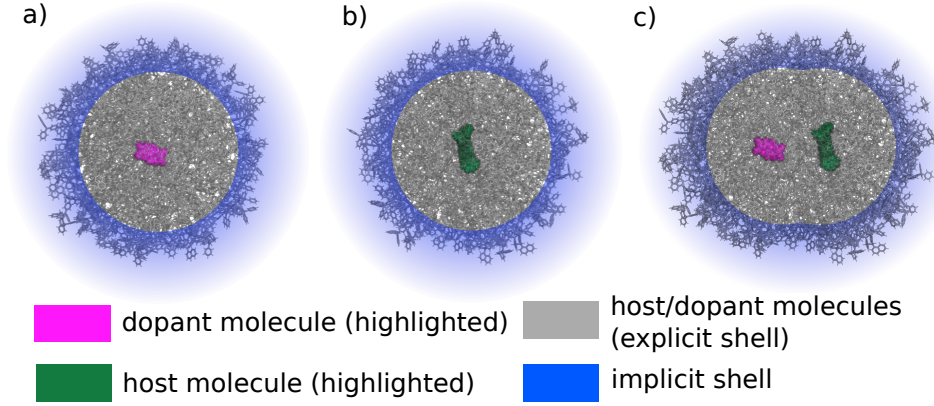 a)
b)
c)
dopant molecule (highlighted)
host/dopant molecules
(explicit shell)
host molecule (highlighted)
implicit shell